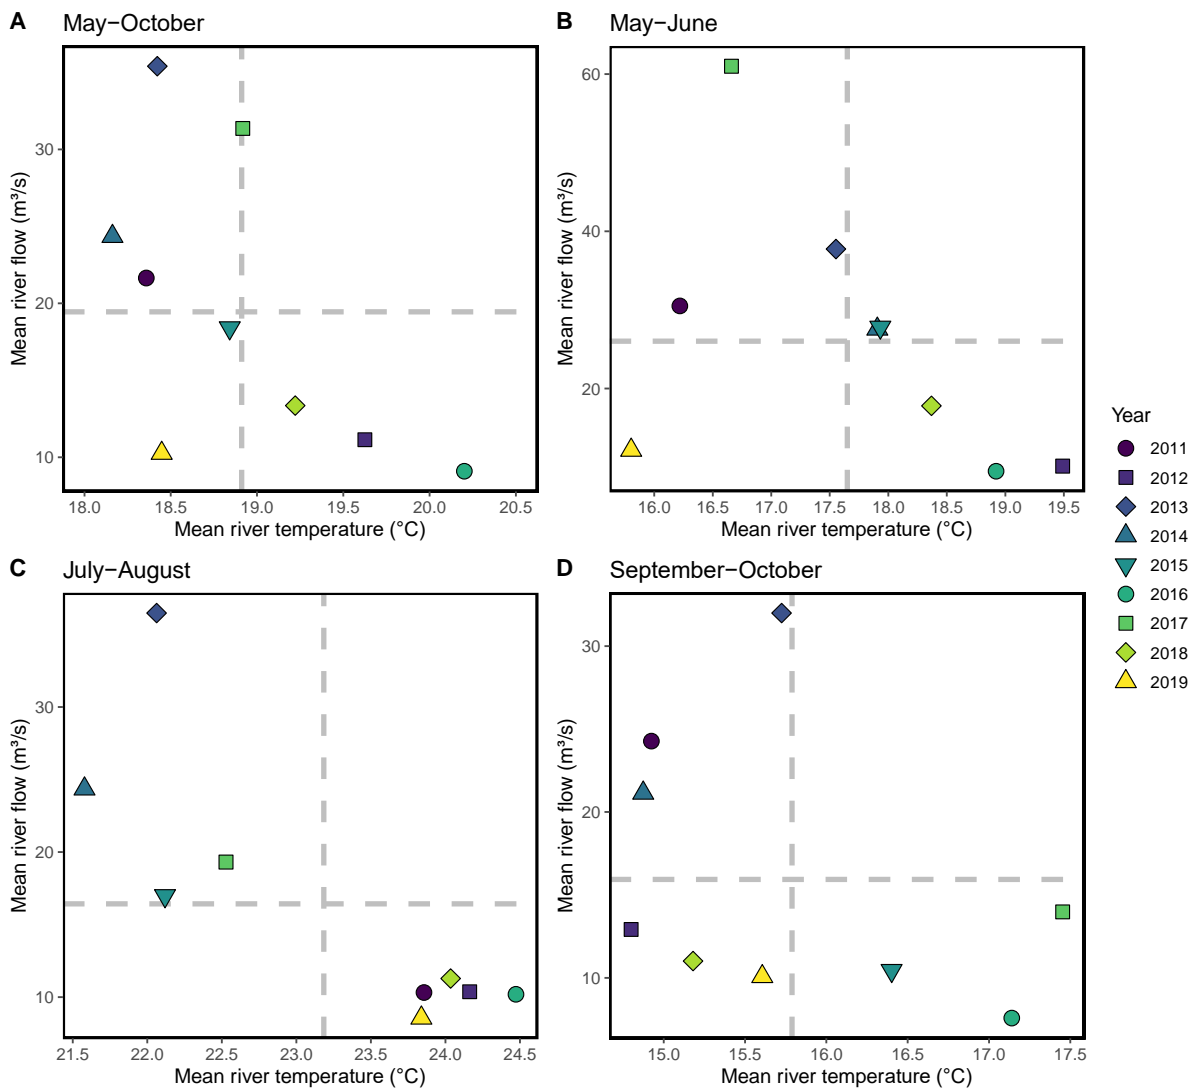 A May−October
30
20
10
Mean river flow (m³/s)
18.0 18.5 19.0 19.5 20.0 20.5
Mean river temperature (°C)
B May−June
60
40
20
Mean river flow (m³/s)
16.0 16.5 17.0 17.5 18.0 18.5 19.0 19.5
Mean river temperature (°C)
C July−August
30
20
10
Mean river flow (m³/s)
21.5 22.0 22.5 23.0 23.5 24.0 24.5
Mean river temperature (°C)
D September−October
30
20
10
Mean river flow (m³/s)
15.0 15.5 16.0 16.5 17.0 17.5
Mean river temperature (°C)
Year
2011
2012
2013
2014
2015
2016
2017
2018
2019